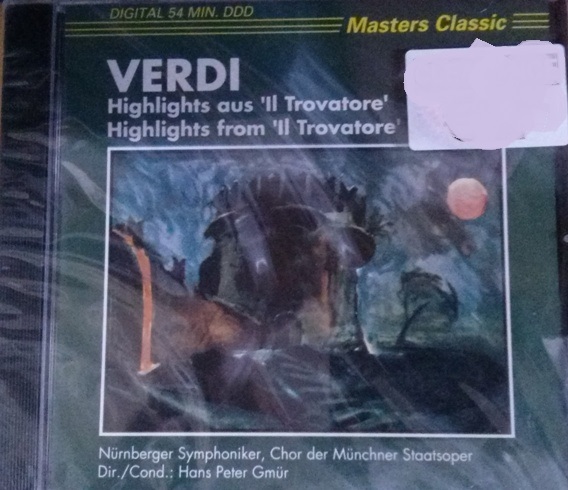 DIGITAL 54 MIN. DDD
Masters Classic
VERDI
Highlights aus 'Il Trovatore'
Highlights from 'Il Trovatore'
Nürnberger Symphoniker, Chor der Münchner Staatsoper
Dir./Cond.: Hans Peter Gmür